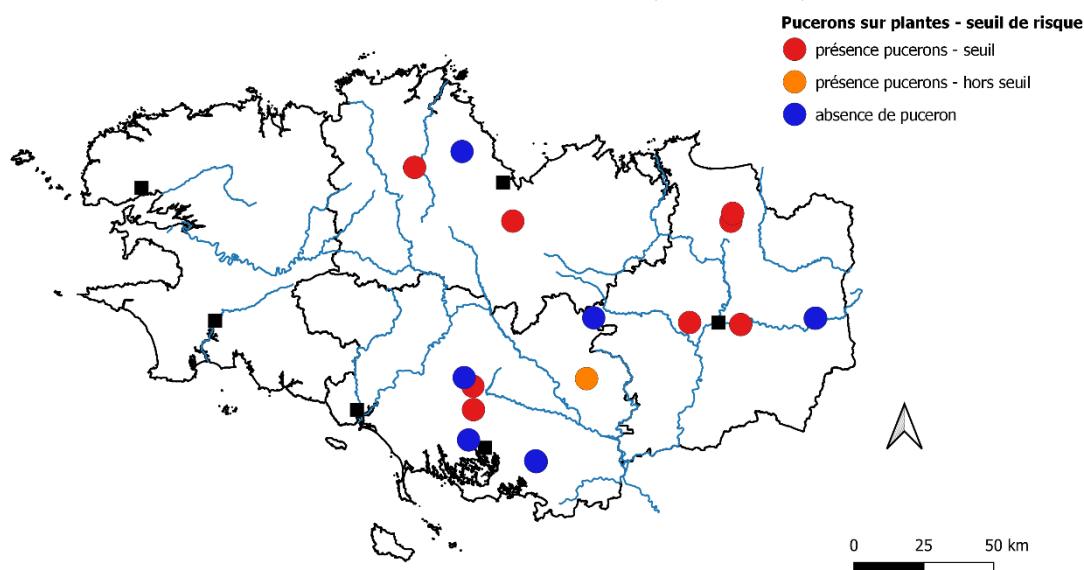 Pucerons sur plantes - seuil de risque
présence pucerons - seuil
présence pucerons - hors seuil
absence de puceron
0 25 50 km